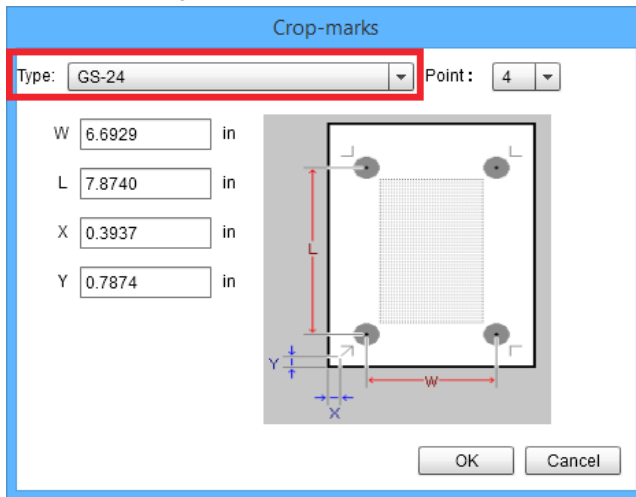 Crop-marks
Type: GS-24 Point: 4
W 6.6929 in
L 7.8740 in
X 0.3937 in
Y 0.7874 in
L
Y
W
X
OK Cancel